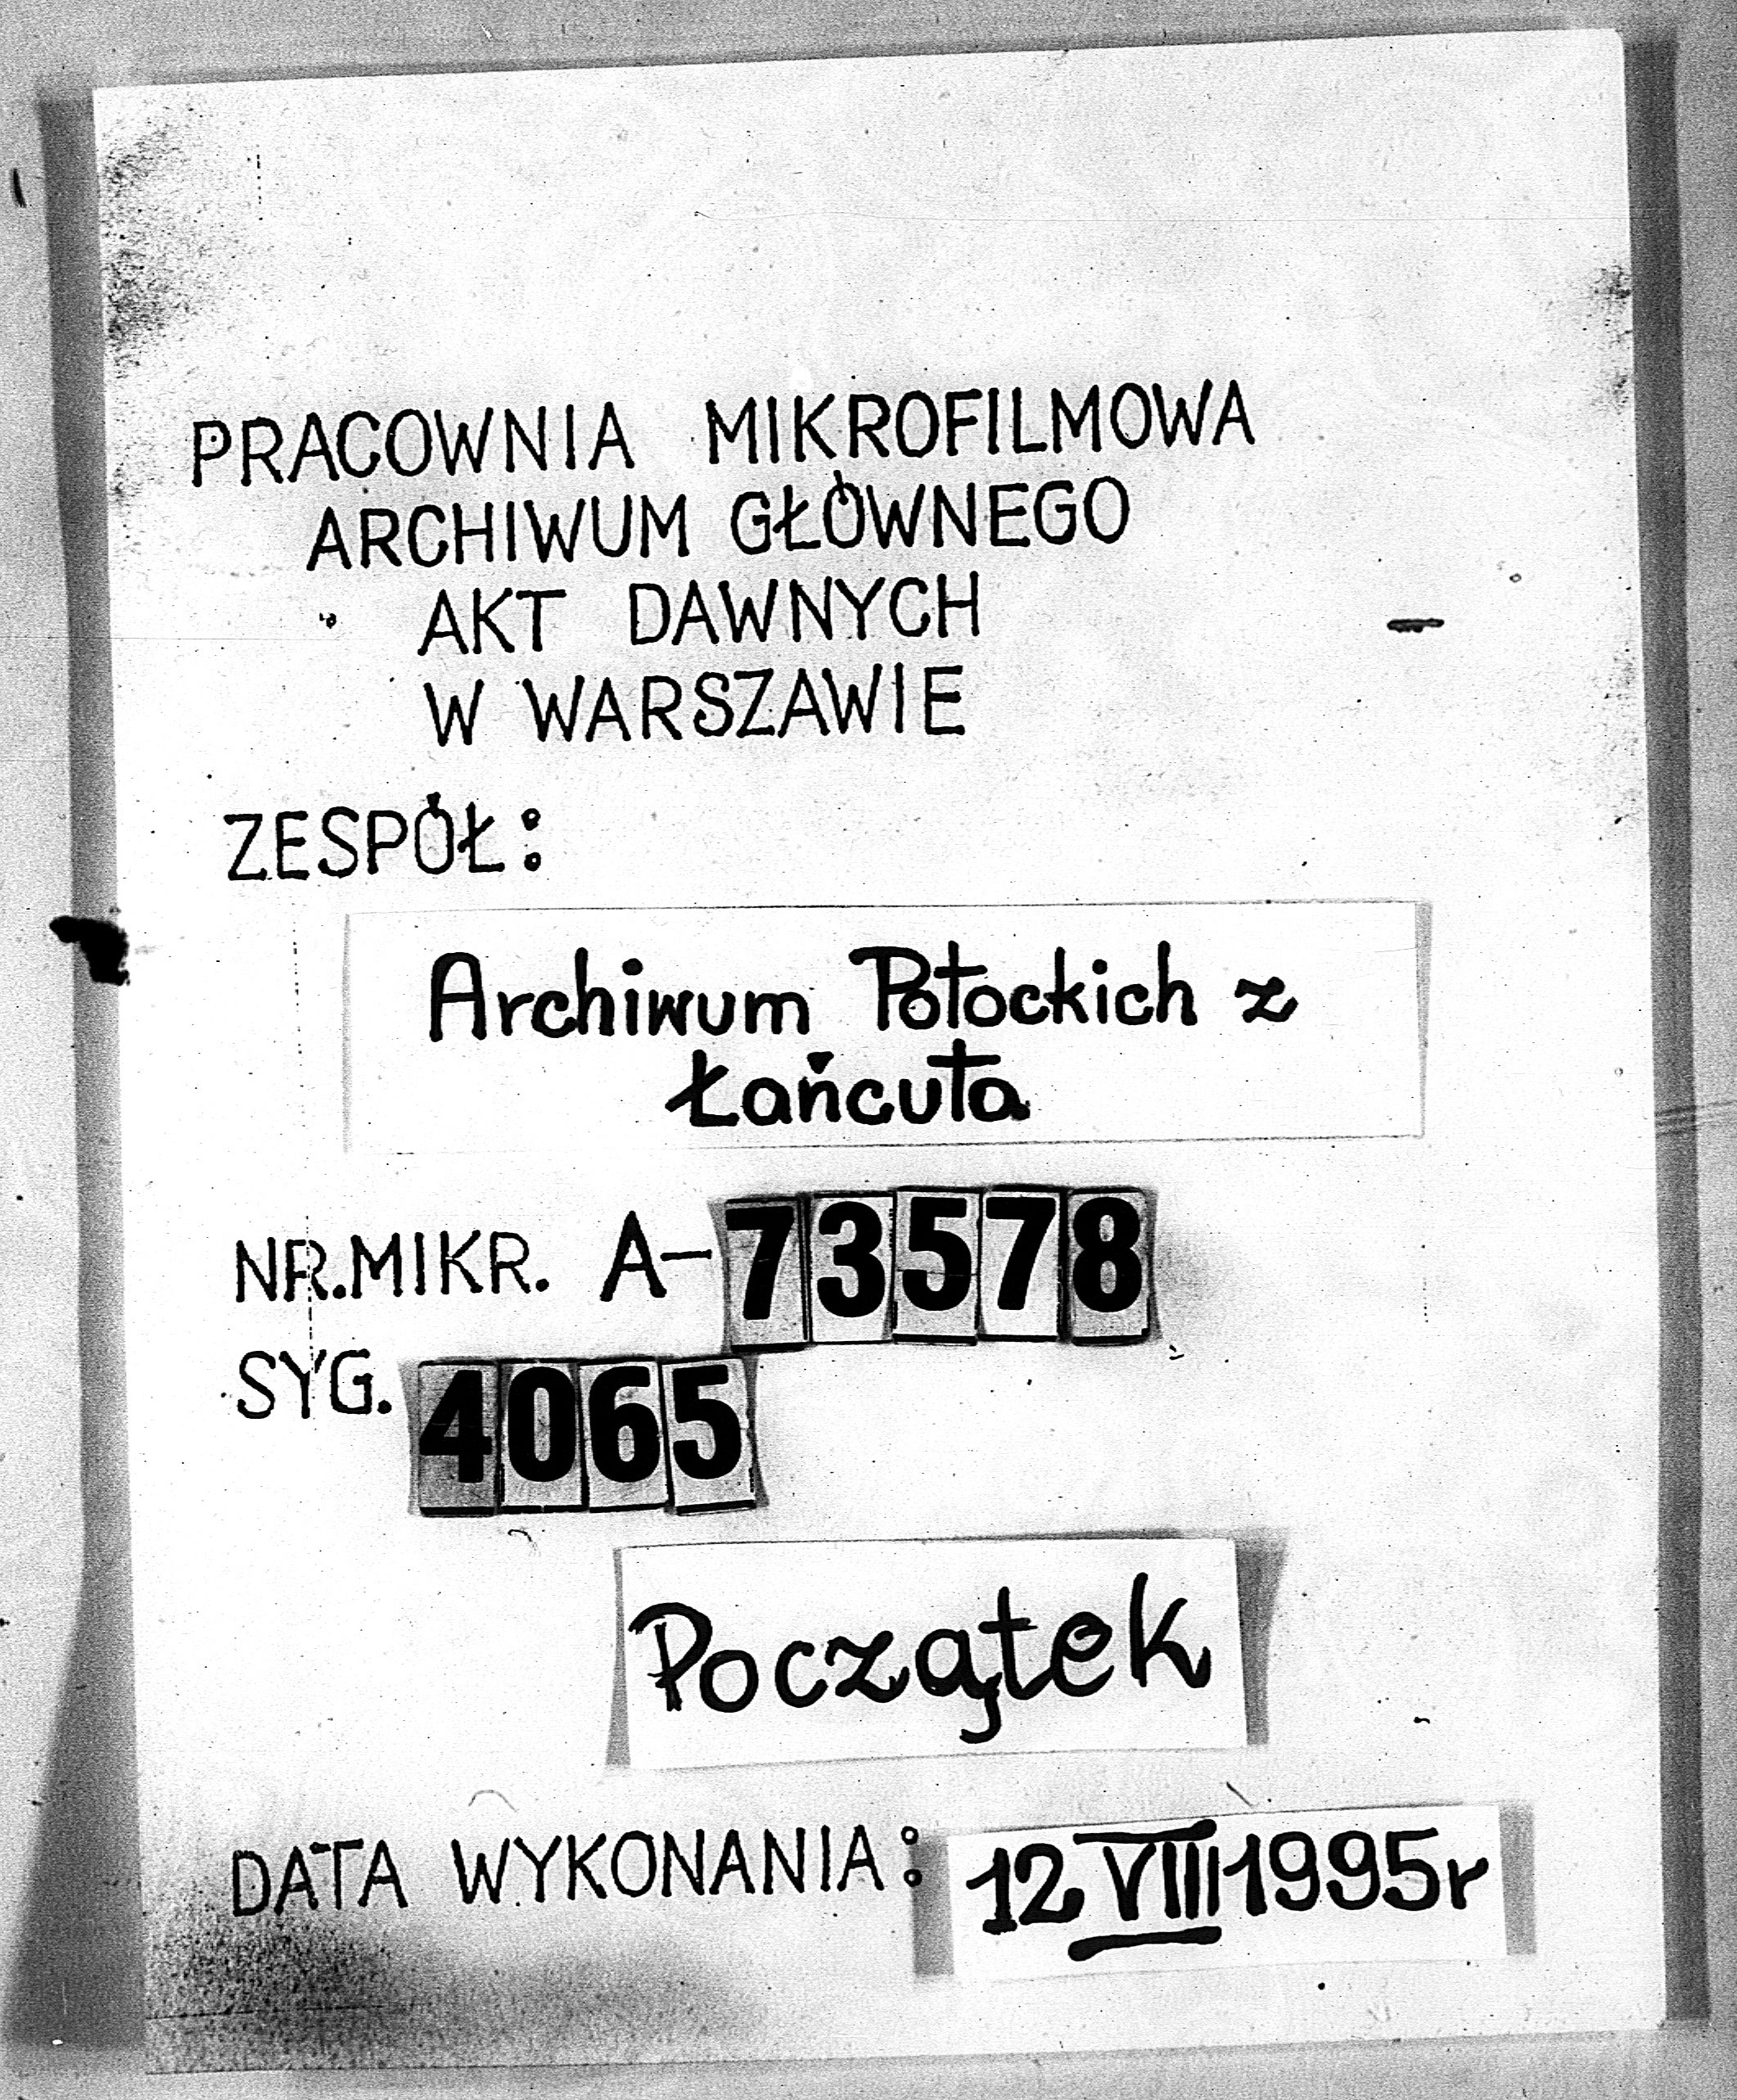 PRACOWNIA MIKROFILMOWA
ARCHIWUM GŁÓWNEGO
AKT DAWNYCH
W WARSZAWIE
ZESPÓŁ:
Archiwum Potockich z
Łańcuta
NR.MIKR. A-73578
SYG. 4065
Początek
DATA WYKONANIA: 12 VIII 1995r